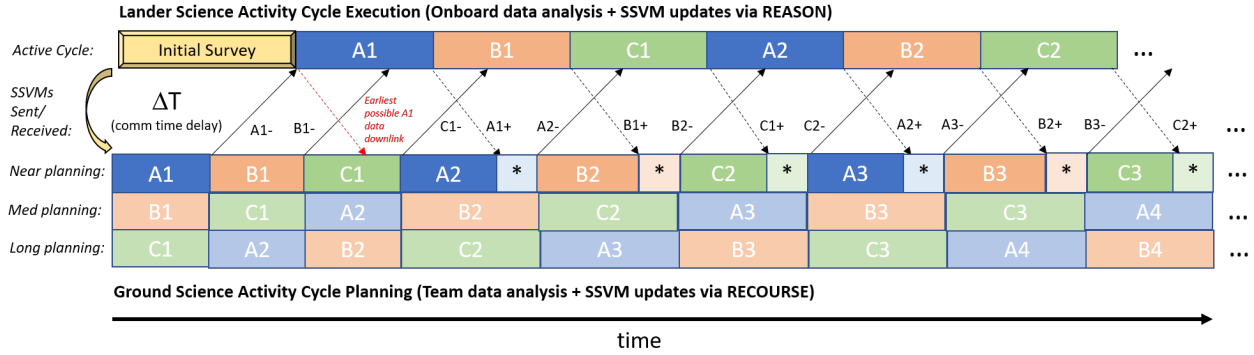 Lander Science Activity Cycle Execution (Onboard data analysis + SSVM updates via REASON)
Active Cycle: Initial Survey A1 B1 C1 A2 B2 C2 ...
SSVMs
Sent/
Received:
ΔT
(comm time delay)
Earliest
possible A1
data
downlink
A1- B1- C1- A1+ A2- B1+ B2- C1+ C2- A2+ A3- B2+ B3- C2+ ...
Near planning: A1 B1 C1 A2 * B2 * C2 * A3 * B3 * C3 * ...
Med planning: B1 C1 A2 B2 C2 A3 B3 C3 A4 ...
Long planning: C1 A2 B2 C2 A3 B3 C3 A4 B4 ...
Ground Science Activity Cycle Planning (Team data analysis + SSVM updates via RECOURSE)
time